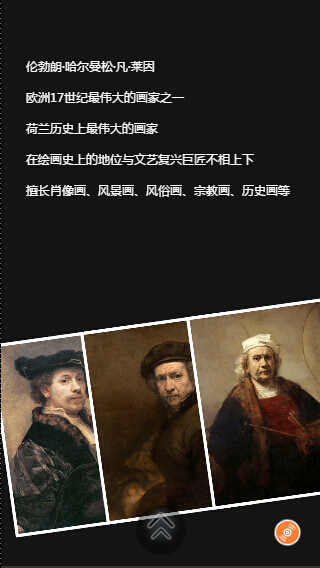 伦勃朗·哈尔曼松·凡·莱因
欧洲17世纪最伟大的画家之一
荷兰历史上最伟大的画家
在绘画史上的地位与文艺复兴巨匠不相上下
擅长肖像画、风景画、风俗画、宗教画、历史画等